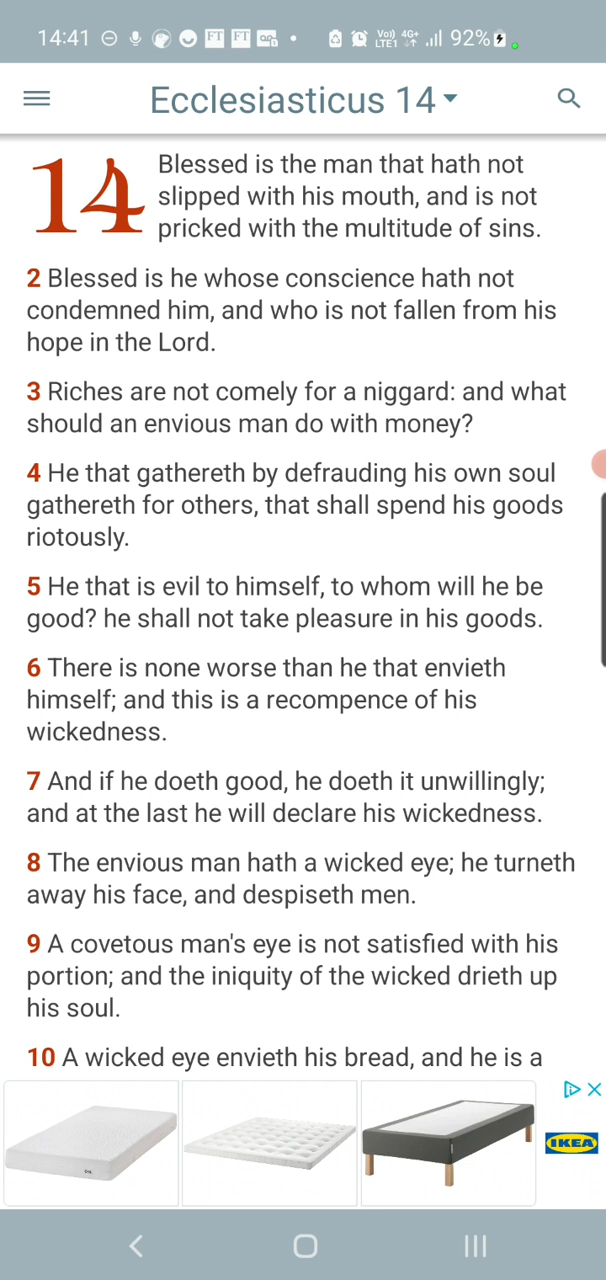 14:41
FT FT
Vo)) 4G+
LTE1
92%
Ecclesiasticus 14
14 Blessed is the man that hath not
slipped with his mouth, and is not
pricked with the multitude of sins.
2 Blessed is he whose conscience hath not
condemned him, and who is not fallen from his
hope in the Lord.
3 Riches are not comely for a niggard: and what
should an envious man do with money?
4 He that gathereth by defrauding his own soul
gathereth for others, that shall spend his goods
riotously.
5 He that is evil to himself, to whom will he be
good? he shall not take pleasure in his goods.
6 There is none worse than he that envieth
himself; and this is a recompence of his
wickedness.
7 And if he doeth good, he doeth it unwillingly;
and at the last he will declare his wickedness.
8 The envious man hath a wicked eye; he turneth
away his face, and despiseth men.
9 A covetous man's eye is not satisfied with his
portion; and the iniquity of the wicked drieth up
his soul.
10 A wicked eye envieth his bread, and he is a
IKEA